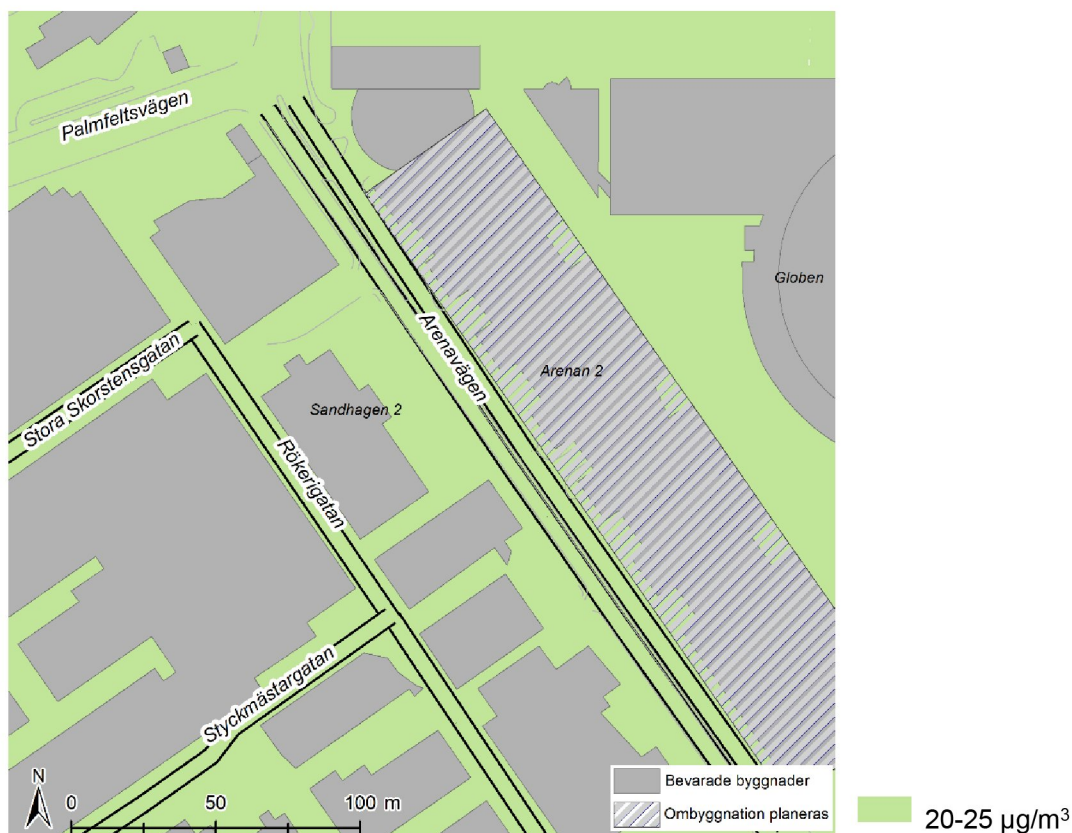 Palmfeltsvägen
Globen
Arenavägen
Arenan 2
Stora Skorstensgatan
Sandhagen 2
Rökerigatan
Styckmästargatan
N
0 50 100 m
Bevarade byggnader
Ombyggnation planeras
20-25 µg/m³